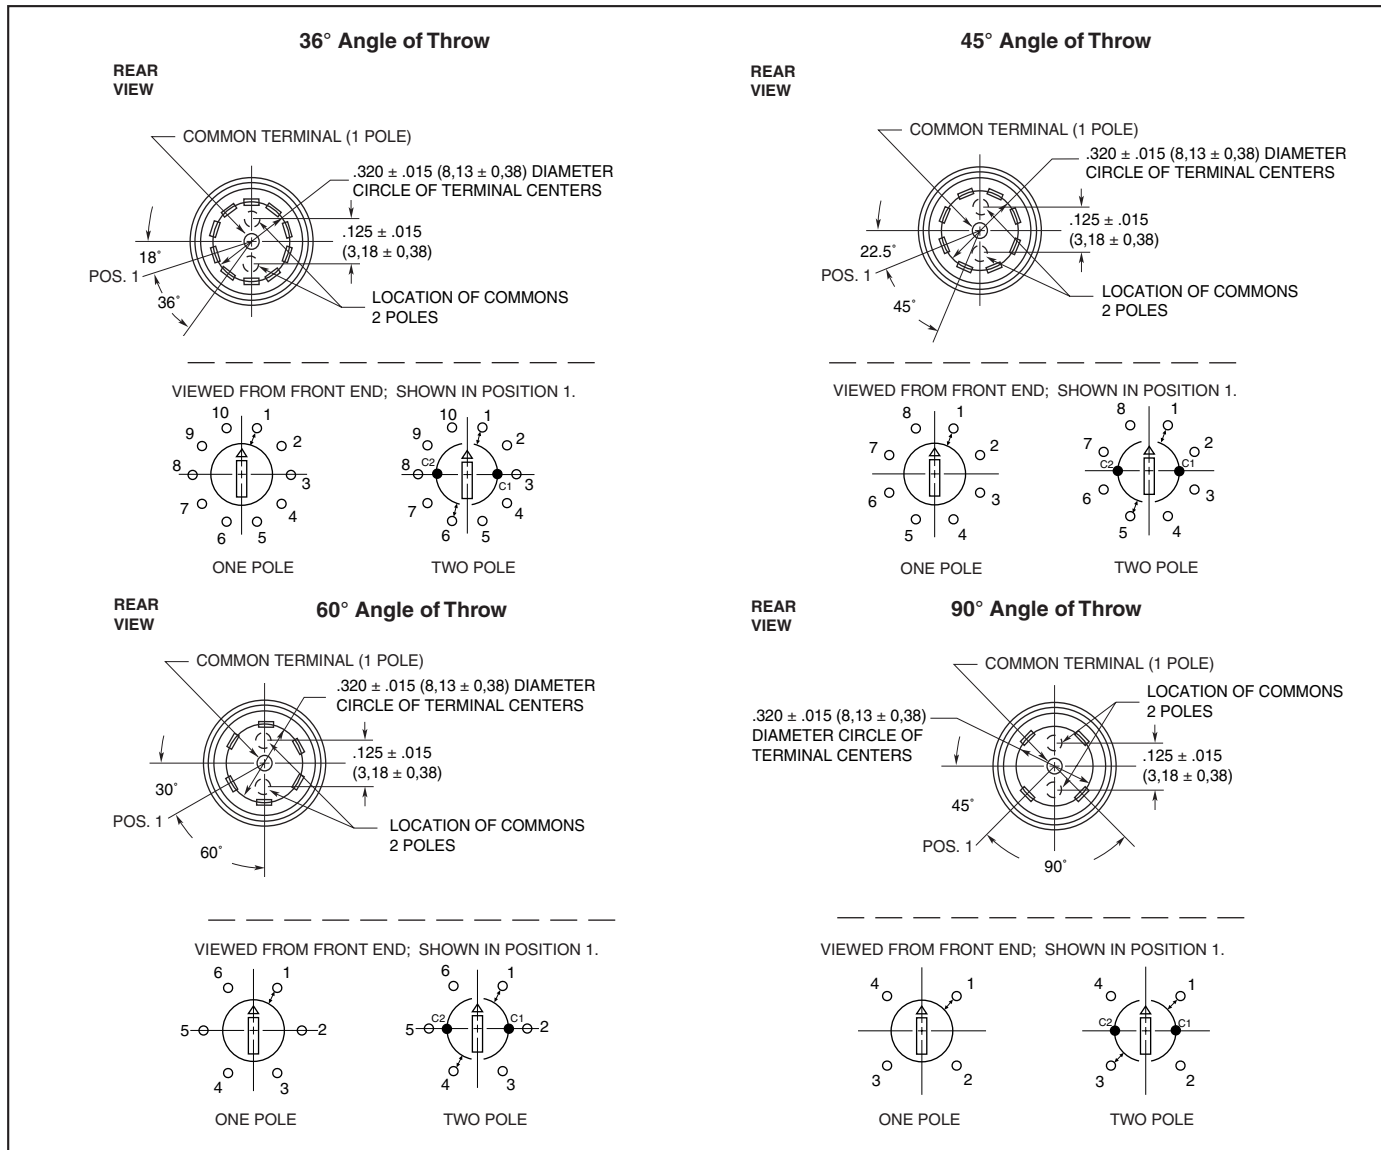 36° Angle of Throw
REAR
VIEW
COMMON TERMINAL (1 POLE)
.320 ± .015 (8,13 ± 0,38) DIAMETER
CIRCLE OF TERMINAL CENTERS
.125 ± .015
(3,18 ± 0,38)
18°
POS. 1
36°
LOCATION OF COMMONS
2 POLES
VIEWED FROM FRONT END; SHOWN IN POSITION 1.
10 1
9 2
8 3
7 4
6 5
ONE POLE
10 1
9 2
C2
8 3
C1
7 4
6 5
TWO POLE
45° Angle of Throw
REAR
VIEW
COMMON TERMINAL (1 POLE)
.320 ± .015 (8,13 ± 0,38) DIAMETER
CIRCLE OF TERMINAL CENTERS
.125 ± .015
(3,18 ± 0,38)
22.5°
POS. 1
45°
LOCATION OF COMMONS
2 POLES
VIEWED FROM FRONT END; SHOWN IN POSITION 1.
8 1
7 2
6 3
5 4
ONE POLE
8 1
7 2
C2 C1
6 3
5 4
TWO POLE
60° Angle of Throw
REAR
VIEW
COMMON TERMINAL (1 POLE)
.320 ± .015 (8,13 ± 0,38) DIAMETER
CIRCLE OF TERMINAL CENTERS
.125 ± .015
(3,18 ± 0,38)
30°
POS. 1
60°
LOCATION OF COMMONS
2 POLES
VIEWED FROM FRONT END; SHOWN IN POSITION 1.
6 1
5 2
4 3
ONE POLE
6 1
C2 C1
5 2
4 3
TWO POLE
90° Angle of Throw
REAR
VIEW
COMMON TERMINAL (1 POLE)
LOCATION OF COMMONS
2 POLES
.320 ± .015 (8,13 ± 0,38)
DIAMETER CIRCLE OF
TERMINAL CENTERS
.125 ± .015
(3,18 ± 0,38)
45°
POS. 1
90°
VIEWED FROM FRONT END; SHOWN IN POSITION 1.
4 1
3 2
ONE POLE
4 1
C2 C1
3 2
TWO POLE